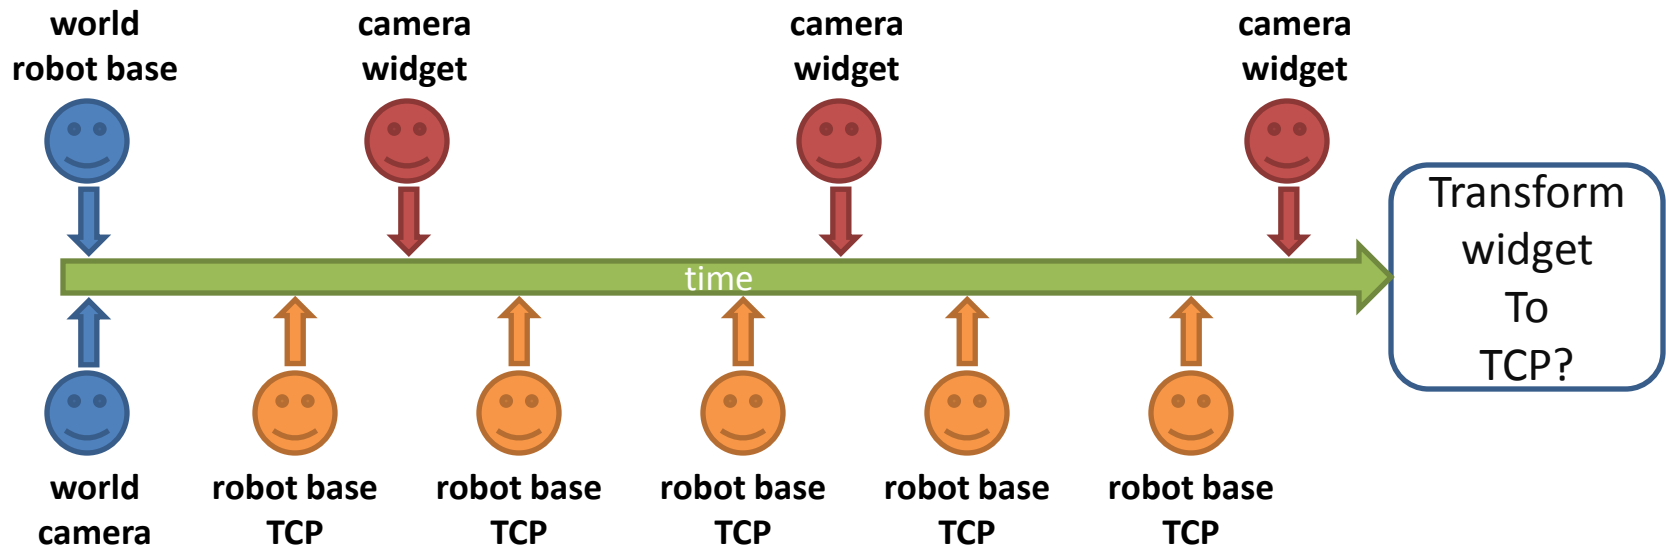 world
robot base
camera
widget
camera
widget
camera
widget
time
Transform
widget
To
TCP?
world
camera
robot base
TCP
robot base
TCP
robot base
TCP
robot base
TCP
robot base
TCP